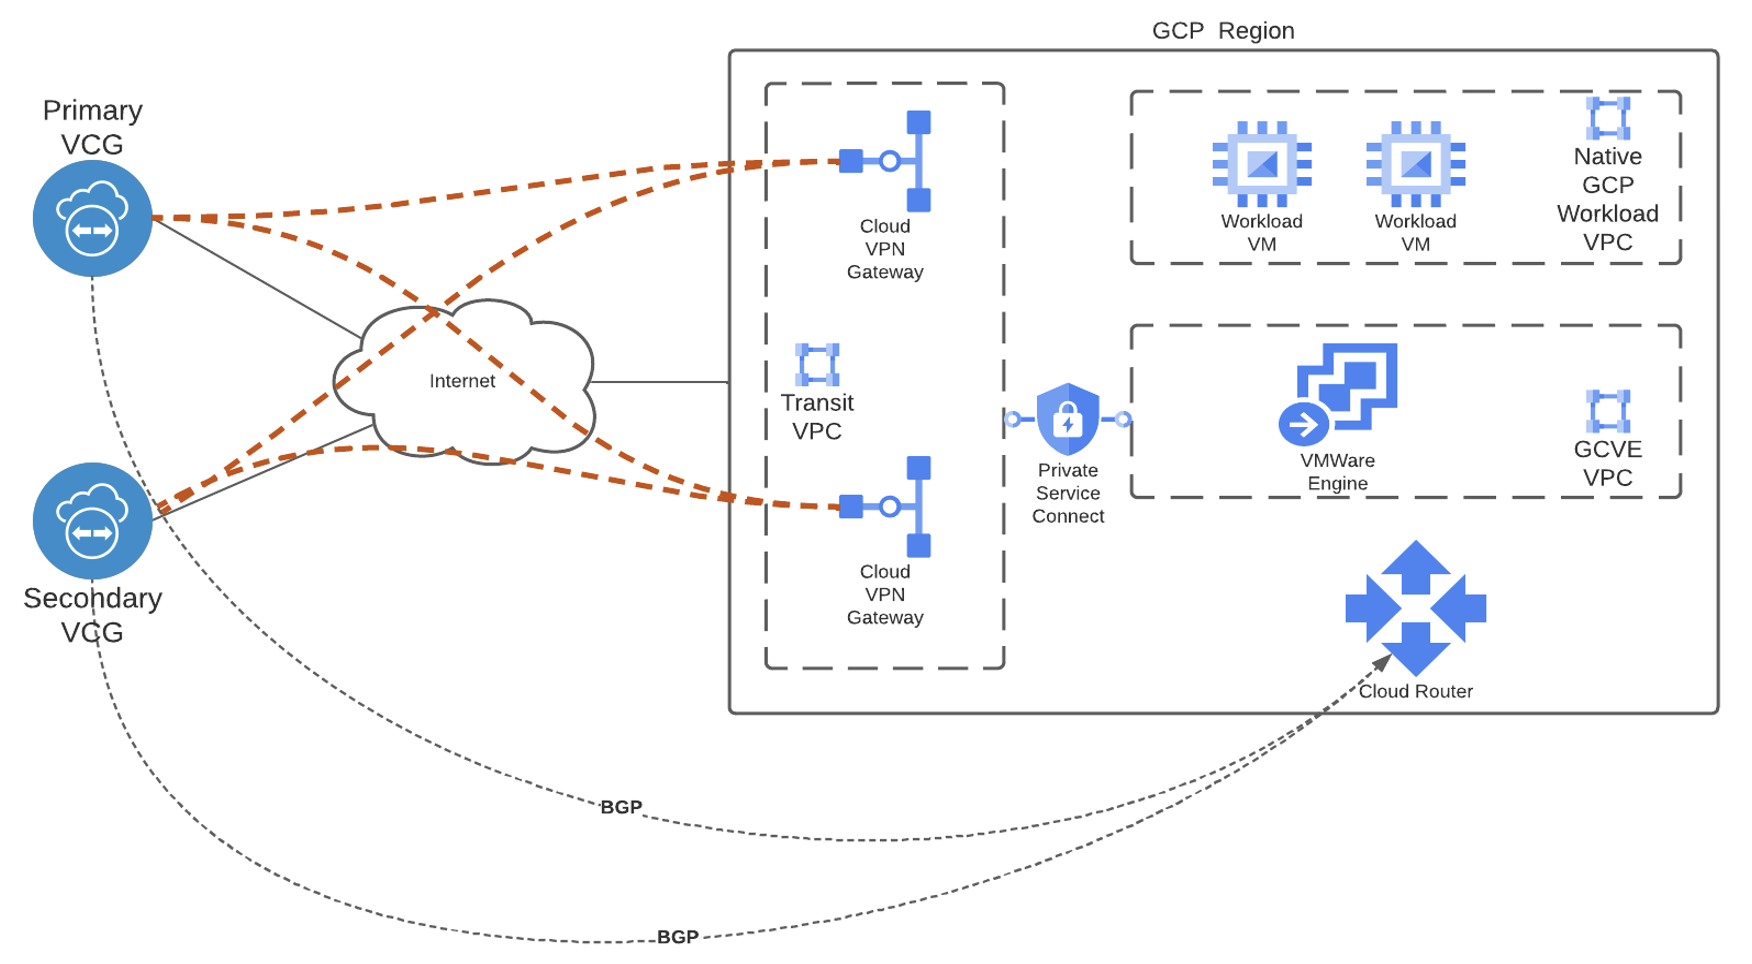 GCP Region
Primary
VCG
Cloud
VPN
Gateway
Workload
VM
Workload
VM
Native
GCP
Workload
VPC
Internet
Transit
VPC
Private
Service
Connect
VMWare
Engine
GCVE
VPC
Secondary
VCG
Cloud
VPN
Gateway
Cloud Router
BGP
BGP